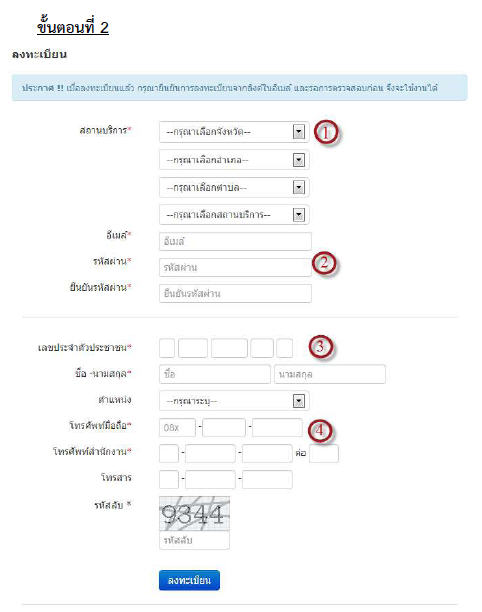 ขั้นตอนที่ 2
ลงทะเบียน
ประกาศ !! เมื่อลงทะเบียนแล้ว กรุณายืนยันการลงทะเบียนจากลิงค์ในอีเมล์ และรอการตรวจสอบก่อน จึงจะใช้งานได้
สถานบริการ* --กรุณาเลือกจังหวัด-- 1
--กรุณาเลือกอำเภอ--
--กรุณาเลือกตำบล--
--กรุณาเลือกสถานบริการ--
อีเมล์* อีเมล์
รหัสผ่าน* รหัสผ่าน 2
ยืนยันรหัสผ่าน* ยืนยันรหัสผ่าน
เลขประจำตัวประชาชน* 3
ชื่อ -นามสกุล* ชื่อ นามสกุล
ตำแหน่ง --กรุณาระบุ--
โทรศัพท์มือถือ* 08x - - 4
โทรศัพท์สำนักงาน* - - ต่อ
โทรสาร - -
รหัสลับ * 9344
รหัสลับ
ลงทะเบียน